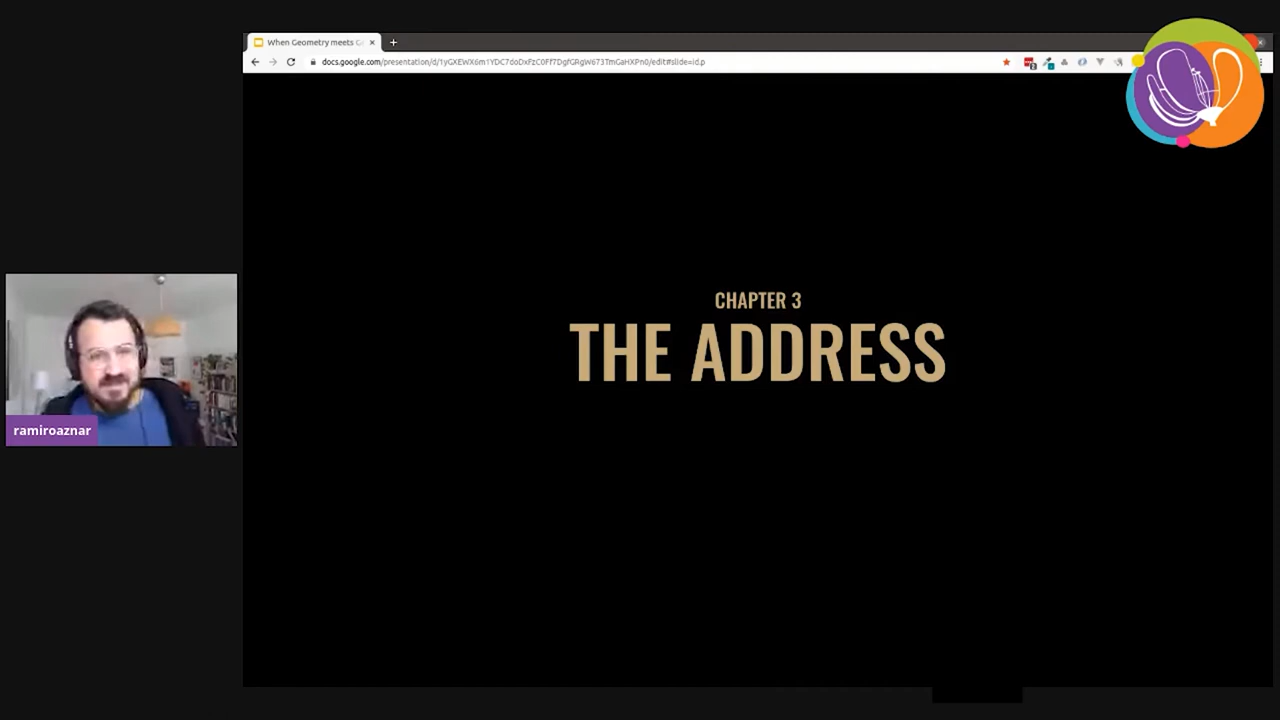 When Geometry meets G
docs.google.com/presentation/d/1yGXEWX6m1YDC7doDxFzC0Ff7DgfGRgW673TmGaHXPn0/edit#slide=id.p
CHAPTER 3
THE ADDRESS
ramiroaznar